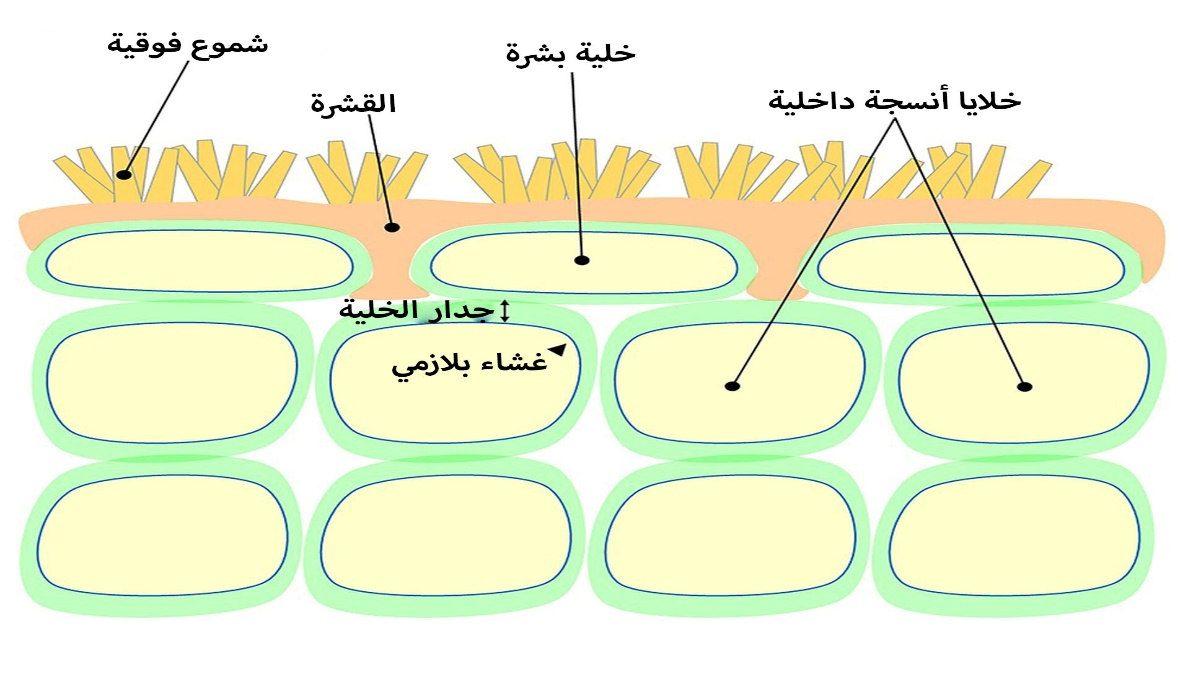 شموع فوقية
خلية بشرة
القشرة
خلايا أنسجة داخلية
جدار الخلية
غشاء بلازمي